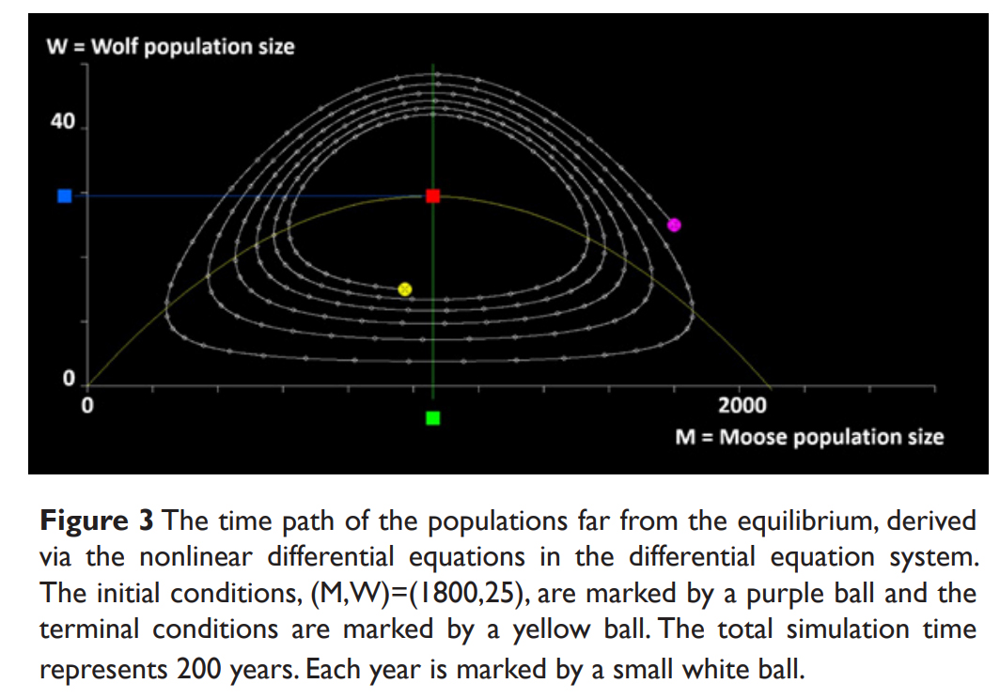 W = Wolf population size
40
0
0
2000
M = Moose population size
Figure 3 The time path of the populations far from the equilibrium, derived
via the nonlinear differential equations in the differential equation system.
The initial conditions, (M,W)=(1800,25), are marked by a purple ball and the
terminal conditions are marked by a yellow ball. The total simulation time
represents 200 years. Each year is marked by a small white ball.